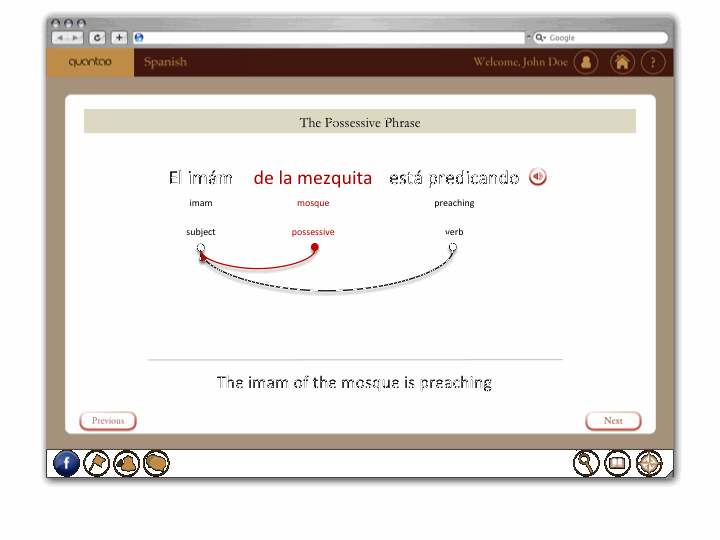 Google
quantao Spanish Welcome, John Doe ?
The Possessive Phrase
El imám de la mezquita está predicando
imam mosque preaching
subject possessive verb
The imam of the mosque is preaching
Previous Next
f